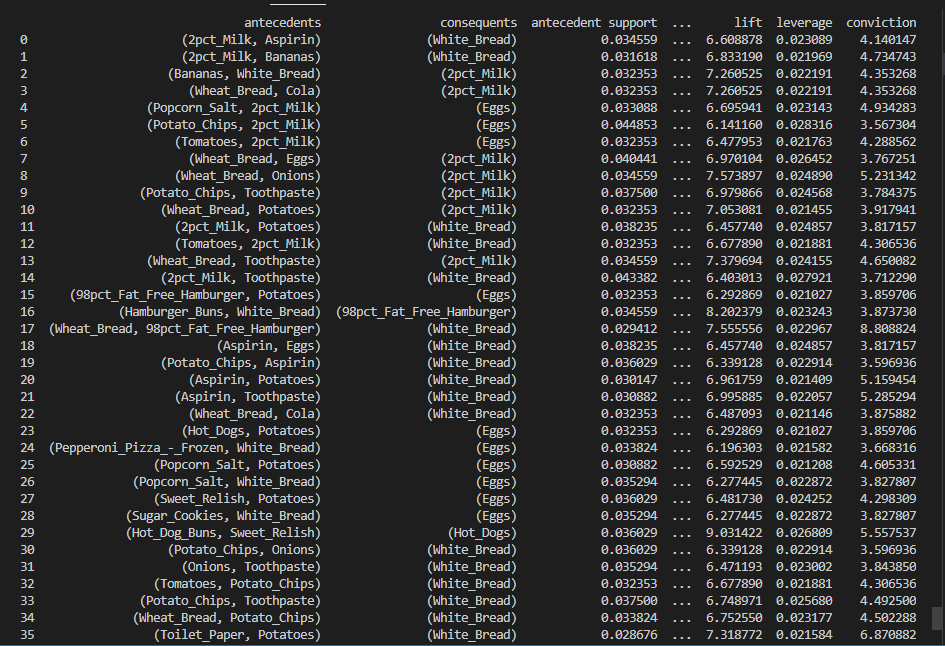 antecedents consequents antecedent support ... lift leverage conviction
0 (2pct_Milk, Aspirin) (White_Bread) 0.034559 ... 6.608878 0.023089 4.140147
1 (2pct_Milk, Bananas) (White_Bread) 0.031618 ... 6.833190 0.021969 4.734743
2 (Bananas, White_Bread) (2pct_Milk) 0.032353 ... 7.260525 0.022191 4.353268
3 (Wheat_Bread, Cola) (2pct_Milk) 0.032353 ... 7.260525 0.022191 4.353268
4 (Popcorn_Salt, 2pct_Milk) (Eggs) 0.033088 ... 6.695941 0.023143 4.934283
5 (Potato_Chips, 2pct_Milk) (Eggs) 0.044853 ... 6.141160 0.028316 3.567304
6 (Tomatoes, 2pct_Milk) (Eggs) 0.032353 ... 6.477953 0.021763 4.288562
7 (Wheat_Bread, Eggs) (2pct_Milk) 0.040441 ... 6.970104 0.026452 3.767251
8 (Wheat_Bread, Onions) (2pct_Milk) 0.034559 ... 7.573897 0.024890 5.231342
9 (Potato_Chips, Toothpaste) (2pct_Milk) 0.037500 ... 6.979866 0.024568 3.784375
10 (Wheat_Bread, Potatoes) (2pct_Milk) 0.032353 ... 7.053081 0.021455 3.917941
11 (2pct_Milk, Potatoes) (White_Bread) 0.038235 ... 6.457740 0.024857 3.817157
12 (Tomatoes, 2pct_Milk) (White_Bread) 0.032353 ... 6.677890 0.021881 4.306536
13 (Wheat_Bread, Toothpaste) (2pct_Milk) 0.034559 ... 7.379694 0.024155 4.650082
14 (2pct_Milk, Toothpaste) (White_Bread) 0.043382 ... 6.403013 0.027921 3.712290
15 (98pct_Fat_Free_Hamburger, Potatoes) (Eggs) 0.032353 ... 6.292869 0.021027 3.859706
16 (Hamburger_Buns, White_Bread) (98pct_Fat_Free_Hamburger) 0.034559 ... 8.202379 0.023243 3.873730
17 (Wheat_Bread, 98pct_Fat_Free_Hamburger) (White_Bread) 0.029412 ... 7.555556 0.022967 8.808824
18 (Aspirin, Eggs) (White_Bread) 0.038235 ... 6.457740 0.024857 3.817157
19 (Potato_Chips, Aspirin) (White_Bread) 0.036029 ... 6.339128 0.022914 3.596936
20 (Aspirin, Potatoes) (White_Bread) 0.030147 ... 6.961759 0.021409 5.159454
21 (Aspirin, Toothpaste) (White_Bread) 0.030882 ... 6.995885 0.022057 5.285294
22 (Wheat_Bread, Cola) (White_Bread) 0.032353 ... 6.487093 0.021146 3.875882
23 (Hot_Dogs, Potatoes) (Eggs) 0.032353 ... 6.292869 0.021027 3.859706
24 (Pepperoni_Pizza_-_Frozen, White_Bread) (Eggs) 0.033824 ... 6.196303 0.021582 3.668316
25 (Popcorn_Salt, Potatoes) (Eggs) 0.030882 ... 6.592529 0.021208 4.605331
26 (Popcorn_Salt, White_Bread) (Eggs) 0.035294 ... 6.277445 0.022872 3.827807
27 (Sweet_Relish, Potatoes) (Eggs) 0.036029 ... 6.481730 0.024252 4.298309
28 (Sugar_Cookies, White_Bread) (Eggs) 0.035294 ... 6.277445 0.022872 3.827807
29 (Hot_Dog_Buns, Sweet_Relish) (Hot_Dogs) 0.036029 ... 9.031422 0.026809 5.557537
30 (Potato_Chips, Onions) (White_Bread) 0.036029 ... 6.339128 0.022914 3.596936
31 (Onions, Toothpaste) (White_Bread) 0.035294 ... 6.471193 0.023002 3.843850
32 (Tomatoes, Potato_Chips) (White_Bread) 0.032353 ... 6.677890 0.021881 4.306536
33 (Potato_Chips, Toothpaste) (White_Bread) 0.037500 ... 6.748971 0.025680 4.492500
34 (Wheat_Bread, Potato_Chips) (White_Bread) 0.033824 ... 6.752550 0.023177 4.502288
35 (Toilet_Paper, Potatoes) (White_Bread) 0.028676 ... 7.318772 0.021584 6.870882